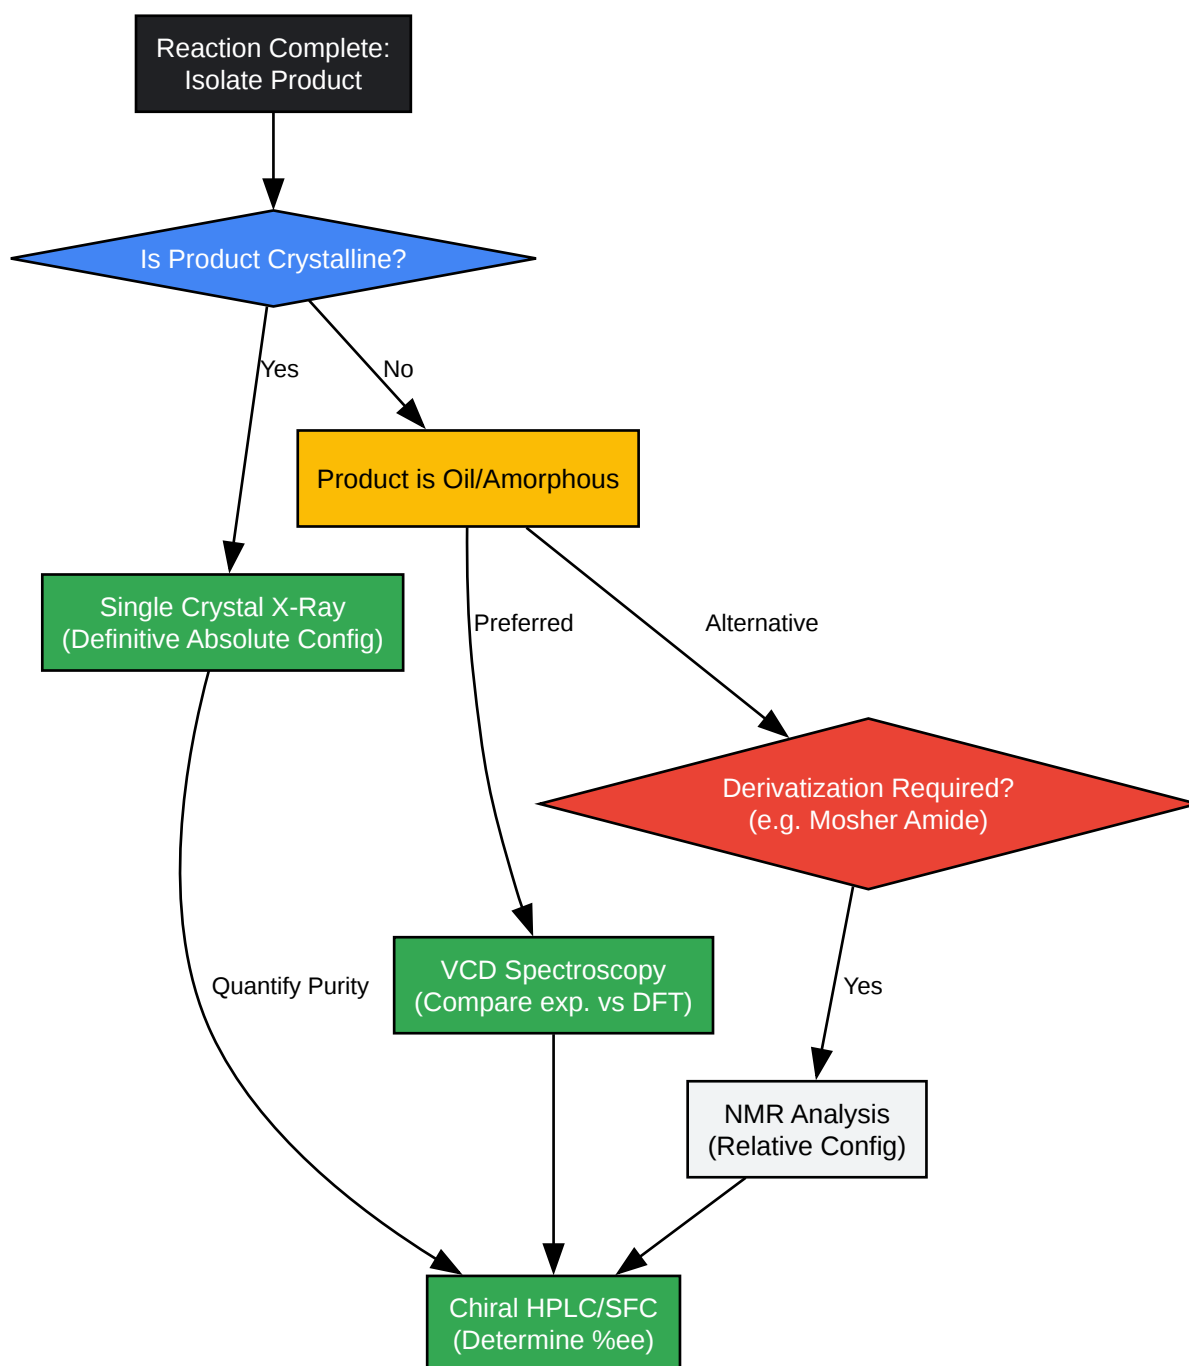 Reaction Complete:
Isolate Product
Is Product Crystalline?
Yes
No
Product is Oil/Amorphous
Single Crystal X-Ray
(Definitive Absolute Config)
Preferred
Alternative
Derivatization Required?
(e.g. Mosher Amide)
VCD Spectroscopy
(Compare exp. vs DFT)
Quantify Purity
Yes
NMR Analysis
(Relative Config)
Chiral HPLC/SFC
(Determine %ee)